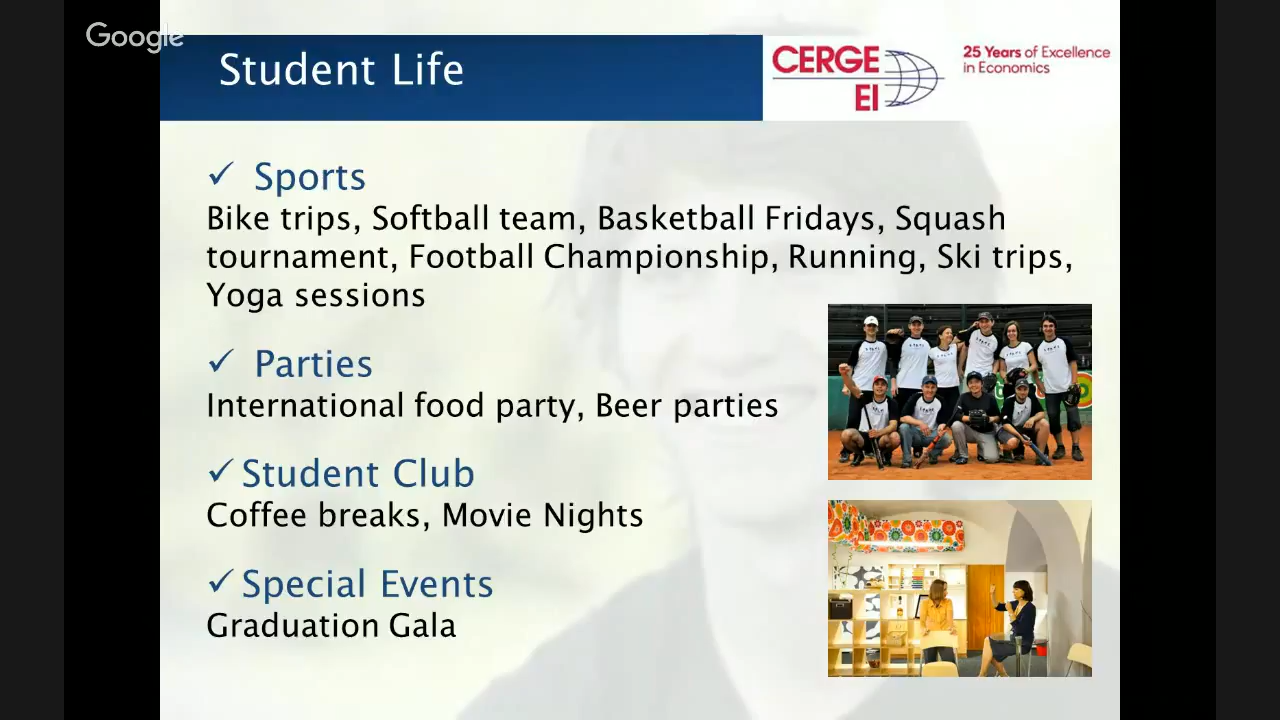 Google
Student Life
CERGE
EI
25 Years of Excellence
in Economics
✓ Sports
Bike trips, Softball team, Basketball Fridays, Squash
tournament, Football Championship, Running, Ski trips,
Yoga sessions
✓ Parties
International food party, Beer parties
✓ Student Club
Coffee breaks, Movie Nights
✓ Special Events
Graduation Gala